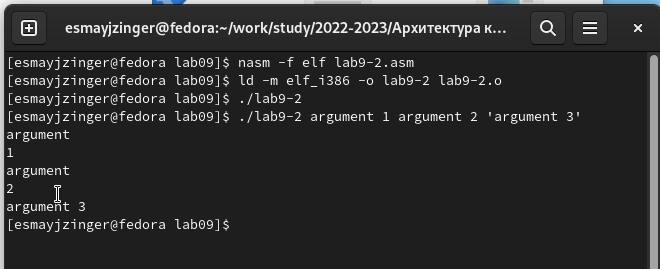 esmayjzinger@fedora:~/work/study/2022-2023/Архитектура к...
[esmayjzinger@fedora lab09]$ nasm -f elf lab9-2.asm
[esmayjzinger@fedora lab09]$ ld -m elf_i386 -o lab9-2 lab9-2.o
[esmayjzinger@fedora lab09]$ ./lab9-2
[esmayjzinger@fedora lab09]$ ./lab9-2 argument 1 argument 2 'argument 3'
argument
1
argument
2
argument 3
[esmayjzinger@fedora lab09]$